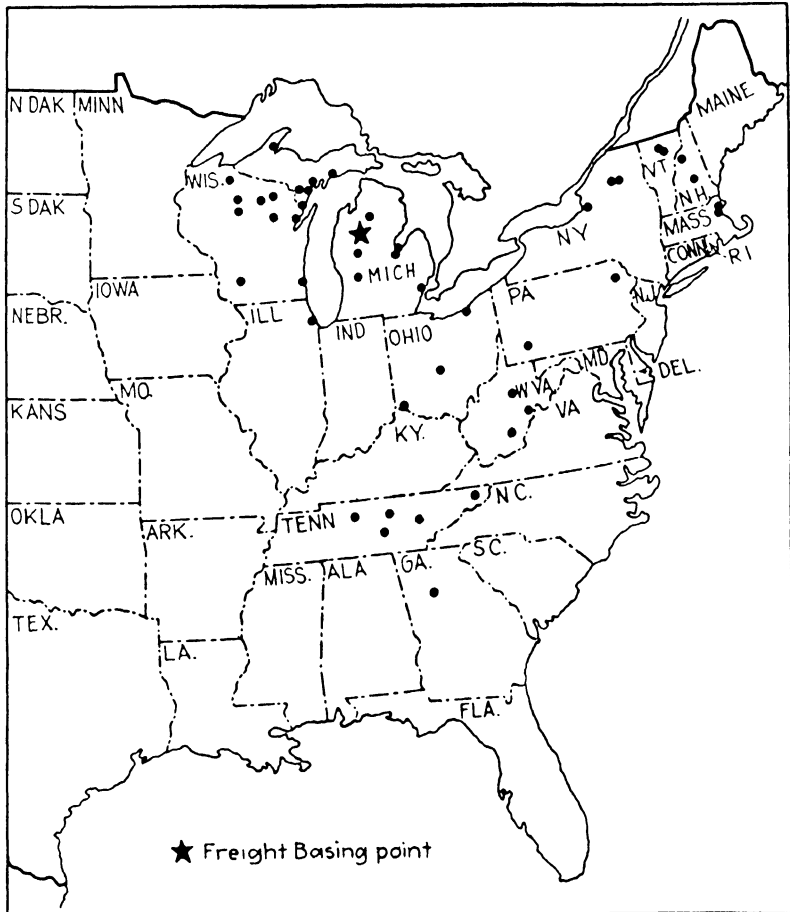 MAINE
N DAK
MINN
VT
WIS.
N H
S DAK
MASS
NY
CONN
R I
MICH
IOWA
PA
N.J.
NEBR.
ILL
IND
OHIO
MD
DEL.
MO.
W VA.
KANS
VA
KY.
N C.
OKLA
ARK.
TENN
S C.
GA.
MISS.
ALA
TEX.
LA.
FLA.
Freight Basing point